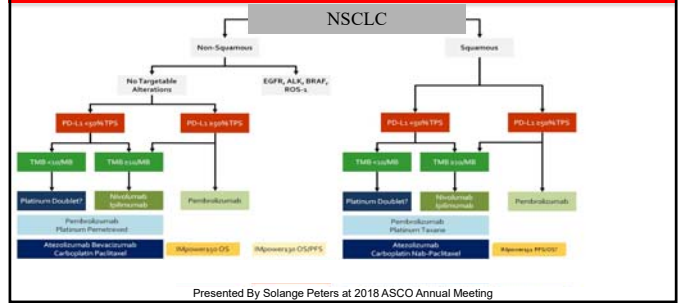 NSCLC
Non-Squamous
Squamous
No Targetable
Alterations
EGFR, ALK, BRAF,
ROS-1
PD-L1 <50% TPS
PD-L1 ≥50% TPS
PD-L1 <50% TPS
PD-L1 ≥50% TPS
TMB <10/MB
TMB ≥10/MB
TMB <10/MB
TMB ≥10/MB
Platinum Doublet?
Nivolumab
Ipilimumab
Pembrolizumab
Platinum Doublet?
Nivolumab
Ipilimumab
Pembrolizumab
Pembrolizumab
Platinum Pemetrexed
Pembrolizumab
Platinum Taxane
Atezolizumab Bevacizumab
Carboplatin Paclitaxel
IMpower150 OS
IMpower130 OS/PFS
Atezolizumab
Carboplatin Nab-Paclitaxel
PFS/OS?
Presented By Solange Peters at 2018 ASCO Annual Meeting